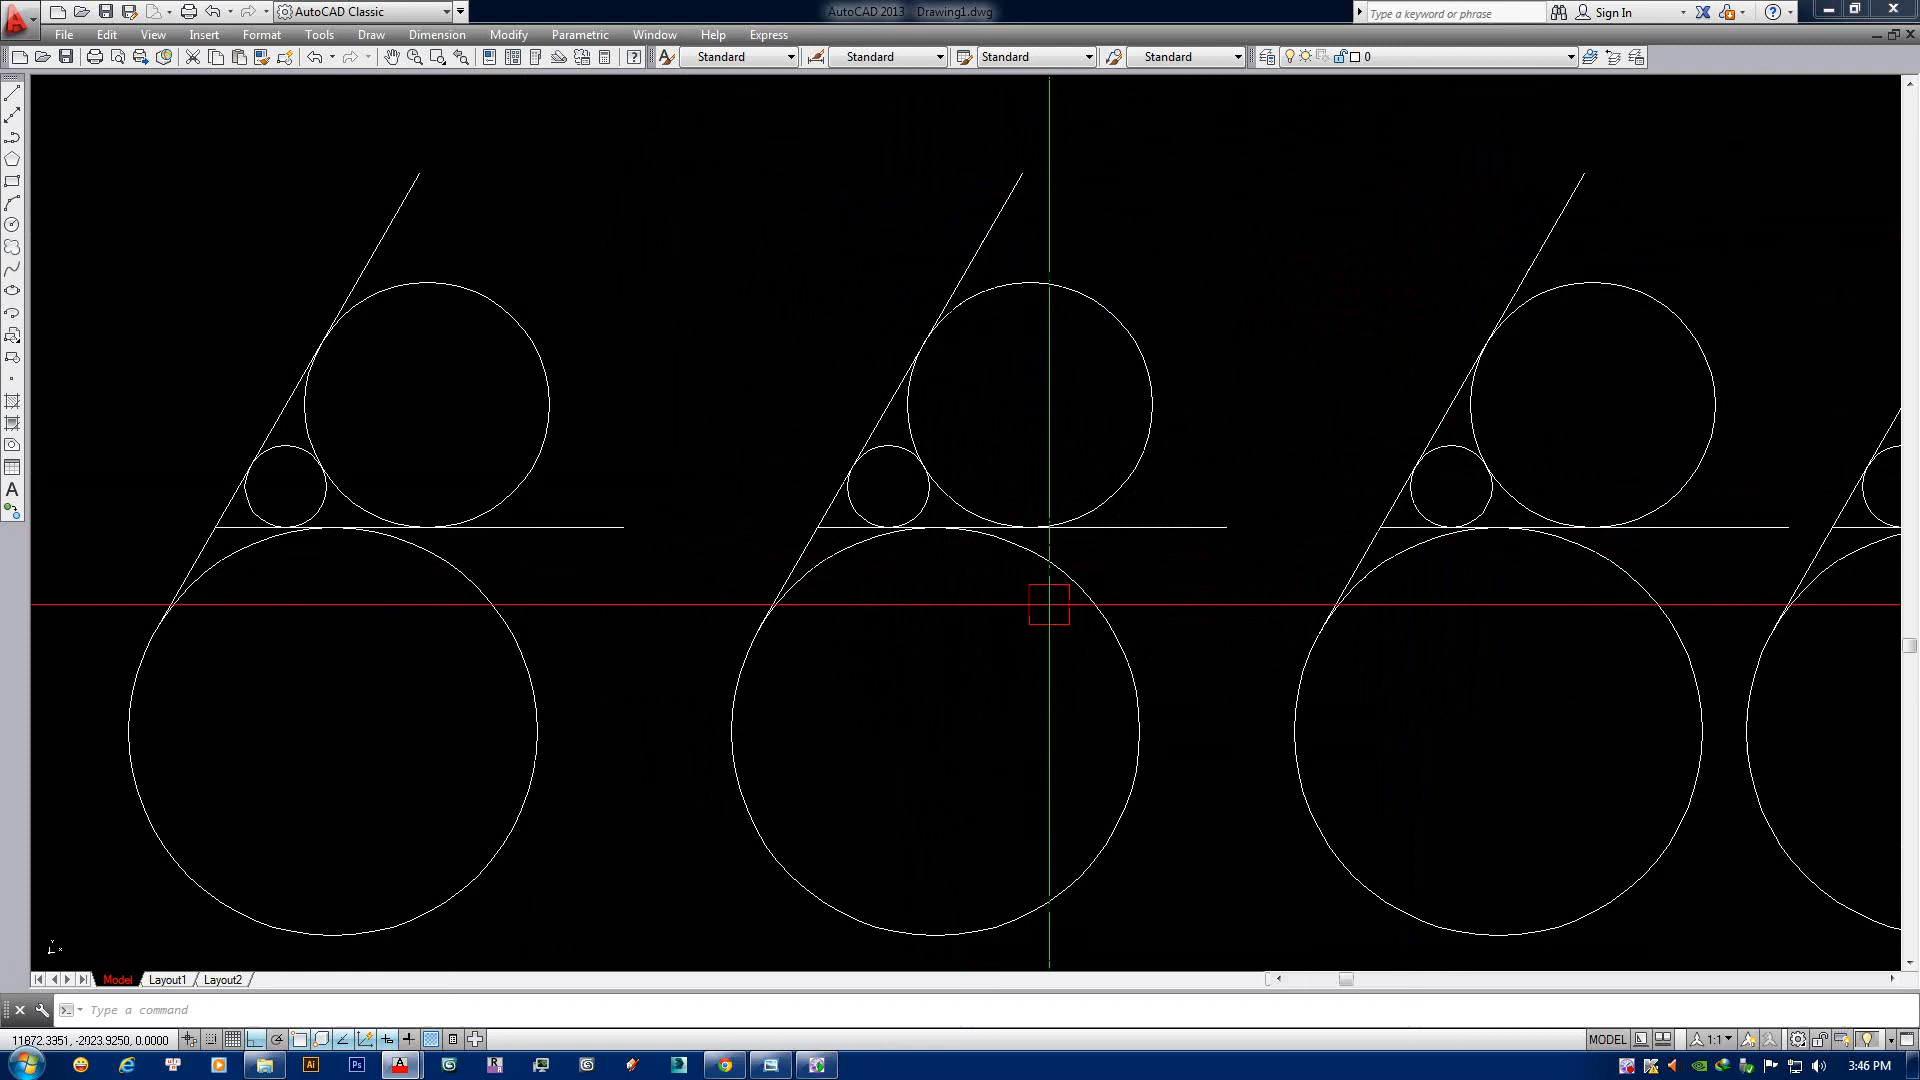 AutoCAD Classic
AutoCAD 2013 Drawing1.dwg
Type a keyword or phrase
Sign In
File Edit View Insert Format Tools Draw Dimension Modify Parametric Window Help Express
Standard Standard Standard Standard 0
A
Y
X
Model Layout1 Layout2
Type a command
11872.3351, -2023.9250, 0.0000
MODEL
1:1
Ai
Ps
3:46 PM